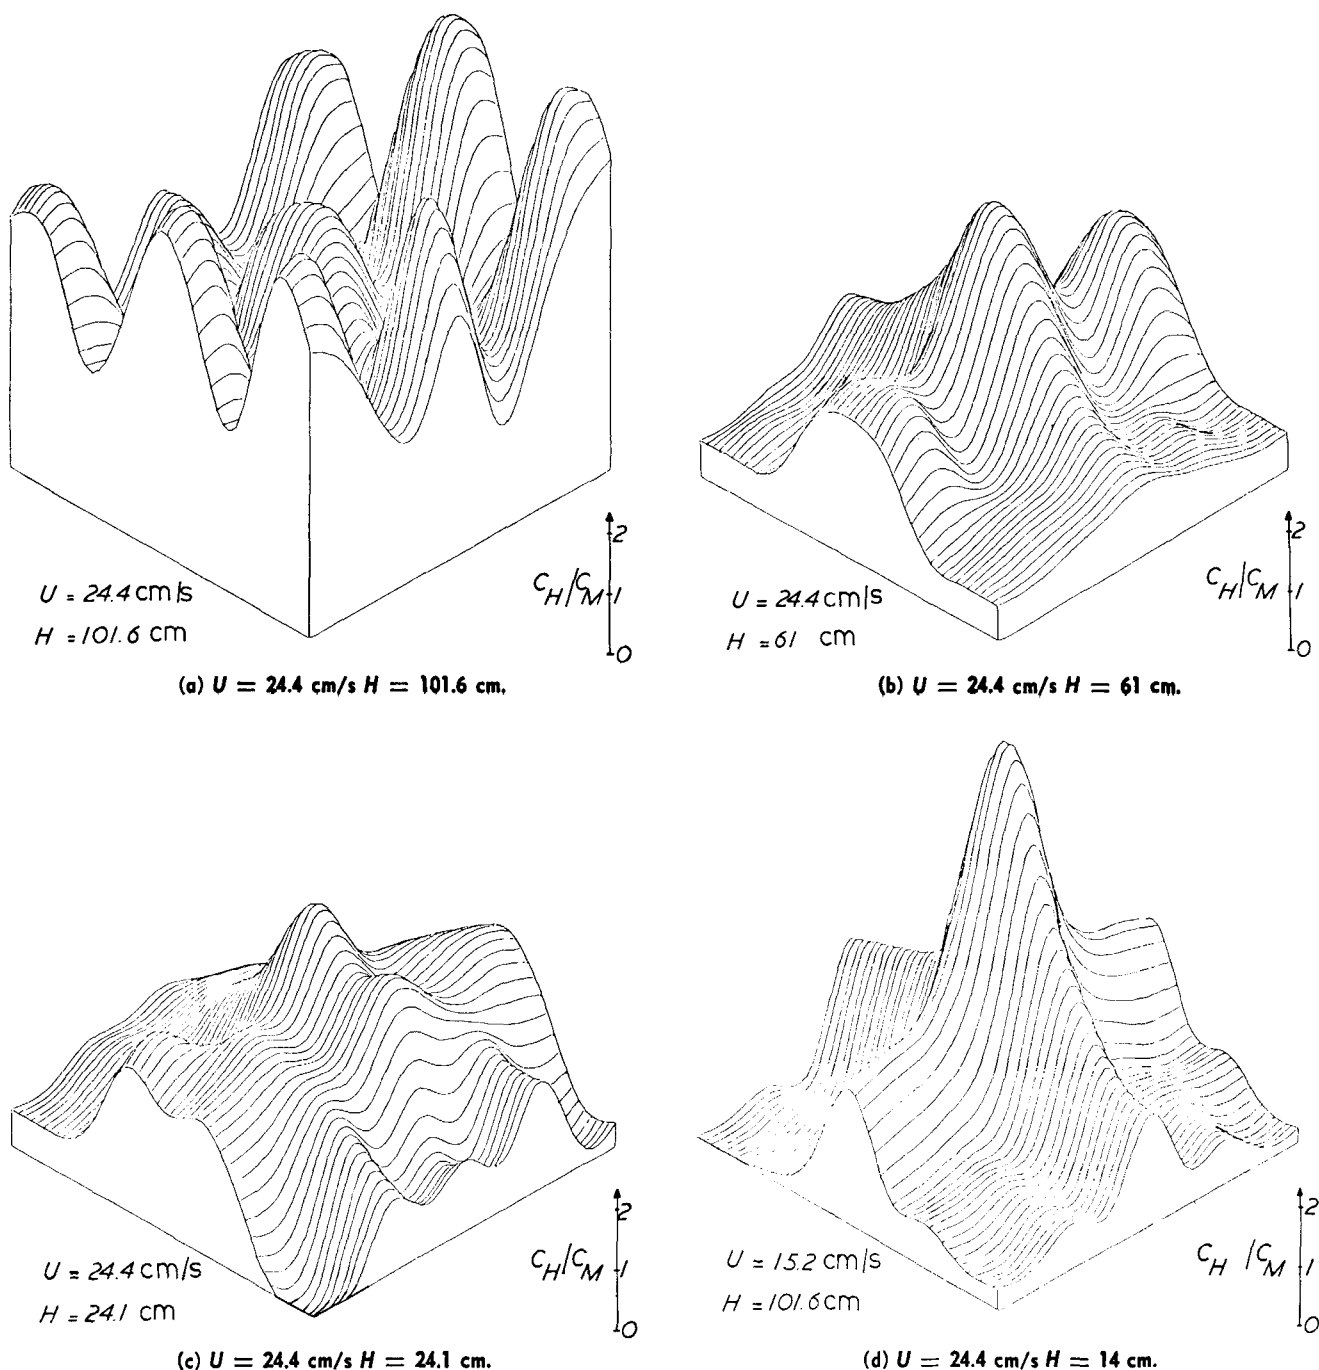 2
C_H/C_M 1
0
U = 24.4 cm/s
H = 101.6 cm
(a) U = 24.4 cm/s H = 101.6 cm.
2
C_H/C_M 1
0
U = 24.4 cm/s
H = 61 cm
(b) U = 24.4 cm/s H = 61 cm.
2
C_H/C_M 1
0
U = 24.4 cm/s
H = 24.1 cm
(c) U = 24.4 cm/s H = 24.1 cm.
2
C_H /C_M 1
0
U = 15.2 cm/s
H = 101.6 cm
(d) U = 24.4 cm/s H = 14 cm.